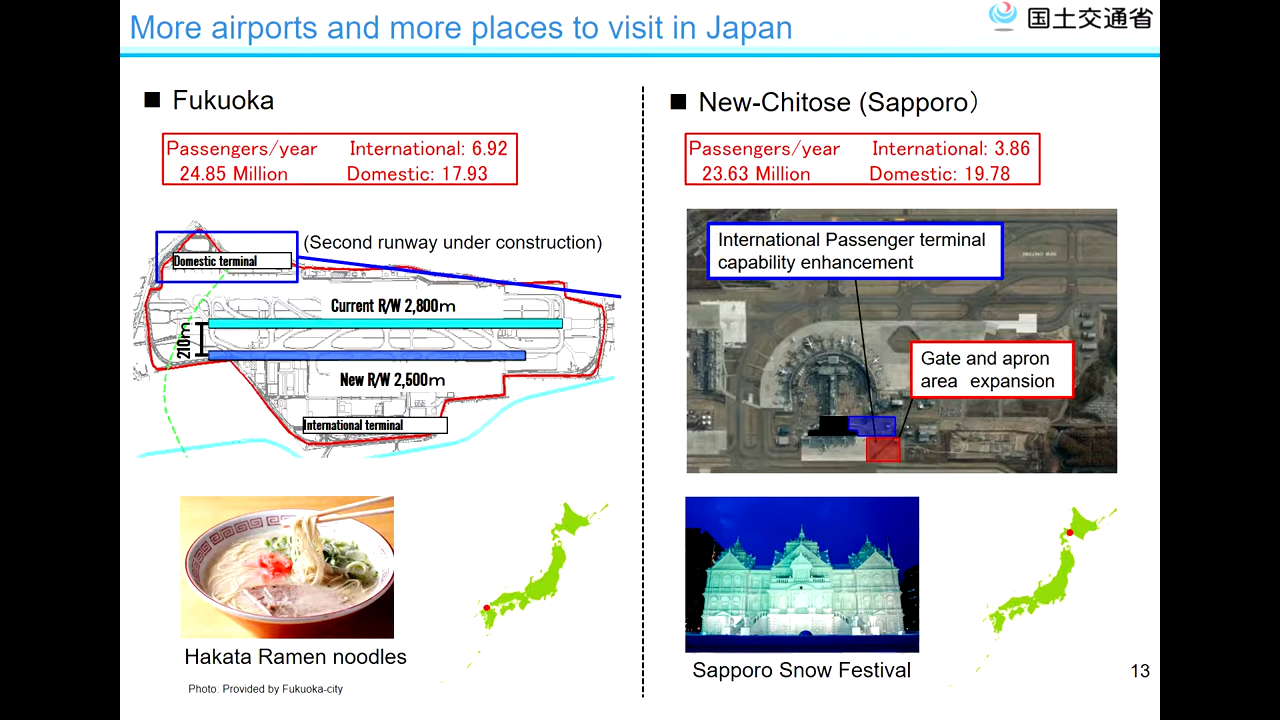 More airports and more places to visit in Japan
国土交通省
■ Fukuoka
Passengers/year International: 6.92
24.85 Million Domestic: 17.93
(Second runway under construction)
Domestic terminal
Current R/W 2,800m
210m
New R/W 2,500m
International terminal
Hakata Ramen noodles
Photo: Provided by Fukuoka-city
■ New-Chitose (Sapporo）
Passengers/year International: 3.86
23.63 Million Domestic: 19.78
International Passenger terminal
capability enhancement
Gate and apron
area expansion
Sapporo Snow Festival
13